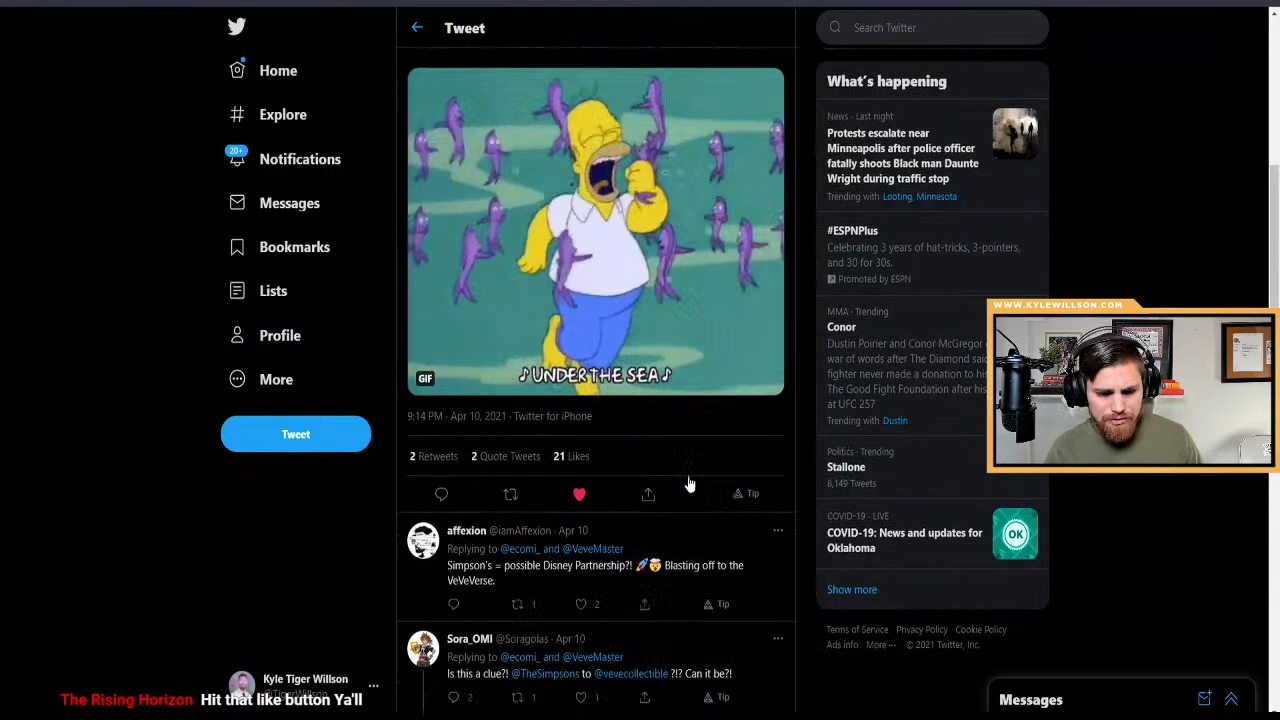 Home
Explore
20+
Notifications
Messages
Bookmarks
Lists
Profile
More
Tweet
Kyle Tiger Willson
The Rising Horizon Hit that like button Ya'll
Tweet
♪ UNDER THE SEA ♪
GIF
9:14 PM · Apr 10, 2021 · Twitter for iPhone
2 Retweets 2 Quote Tweets 21 Likes
Tip
affexion @iamAffexion · Apr 10
Replying to @ecomi_ and @VeveMaster
Simpson's = possible Disney Partnership?! 🚀🤯 Blasting off to the
VeVeVerse.
1 2 Tip
Sora_OMI @Soragolas · Apr 10
Replying to @ecomi_ and @VeveMaster
Is this a clue?! @TheSimpsons to @vevecollectible ?!? Can it be?!
2 1 1 Tip
Search Twitter
What's happening
News · Last night
Protests escalate near
Minneapolis after police officer
fatally shoots Black man Daunte
Wright during traffic stop
Trending with Looting, Minnesota
#ESPNPlus
Celebrating 3 years of hat-tricks, 3-pointers,
and 30 for 30s.
Promoted by ESPN
MMA · Trending
Conor
Dustin Poirier and Conor McGregor
war of words after The Diamond said
fighter never made a donation to his
The Good Fight Foundation after his
at UFC 257
Trending with Dustin
Politics · Trending
Stallone
8,149 Tweets
COVID-19 · LIVE
COVID-19: News and updates for
Oklahoma
OK
Show more
Terms of Service Privacy Policy Cookie Policy
Ads info More ··· © 2021 Twitter, Inc.
WWW.KYLEWILLSON.COM
Messages